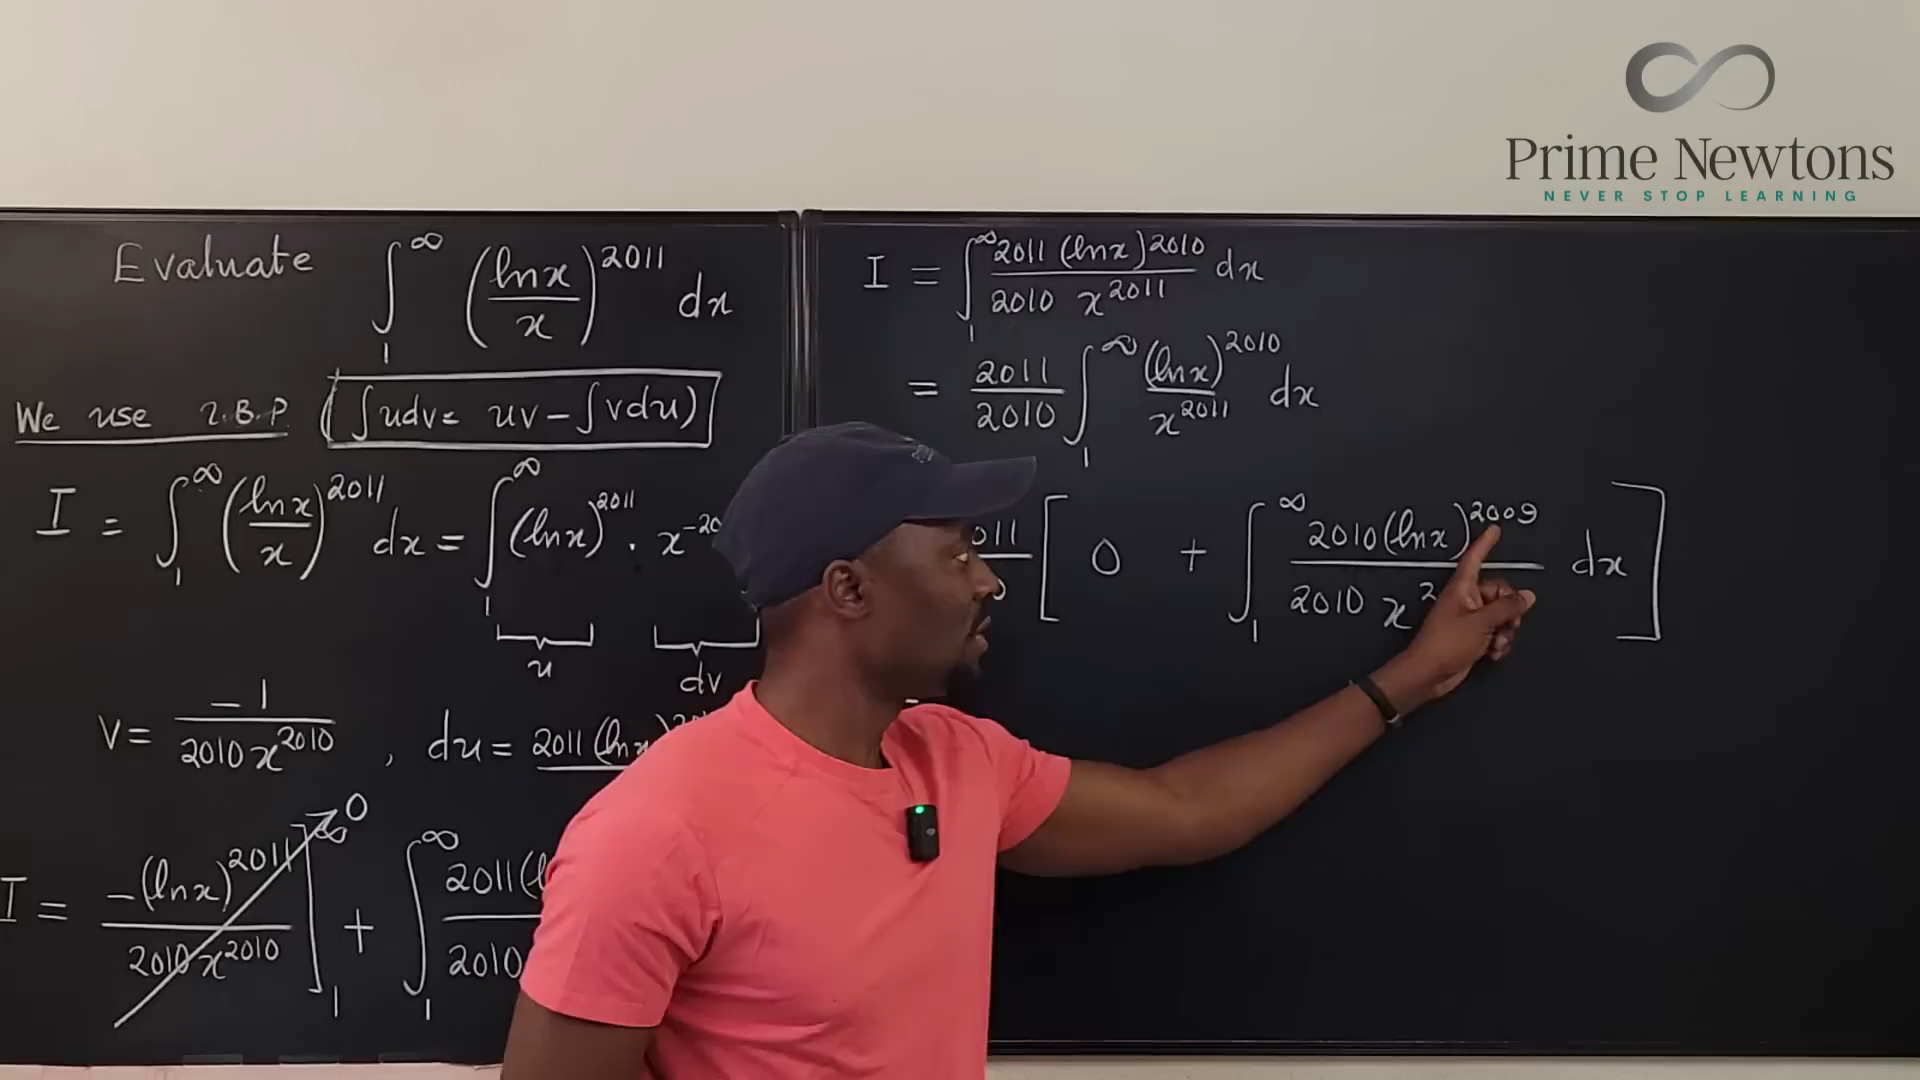 Prime Newtons
NEVER STOP LEARNING
Evaluate ∫₁^∞ (lnx/x)^2011 dx
We use I.B.P. (∫udv = uv − ∫vdu)
I = ∫₁^∞ (lnx/x)^2011 dx = ∫₁^∞ (lnx)^2011 · x^-20
u
dv
v = −1/2010x^2010 , du = 2011(lnx)
I = −(lnx)^2011/2010x^2010 ]₁^∞ 0 + ∫₁^∞ 2011(l 2010
I = ∫₁^∞ 2011(lnx)^2010/2010 x^2011 dx
= 2011/2010 ∫₁^∞ (lnx)^2010/x^2011 dx
011 [ 0 + ∫₁^∞ 2010(lnx)^2009/2010 x^2 dx ]